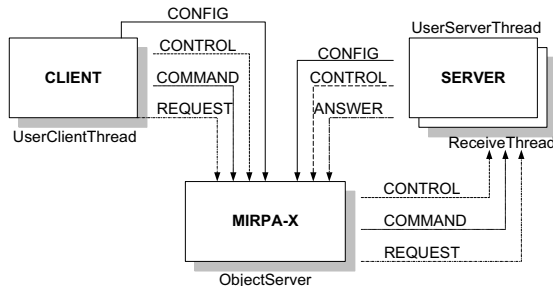 CONFIG
UserServerThread
CONTROL
CONFIG
CLIENT
COMMAND
CONTROL
SERVER
REQUEST
ANSWER
UserClientThread
ReceiveThread
CONTROL
MIRPA-X
COMMAND
REQUEST
ObjectServer